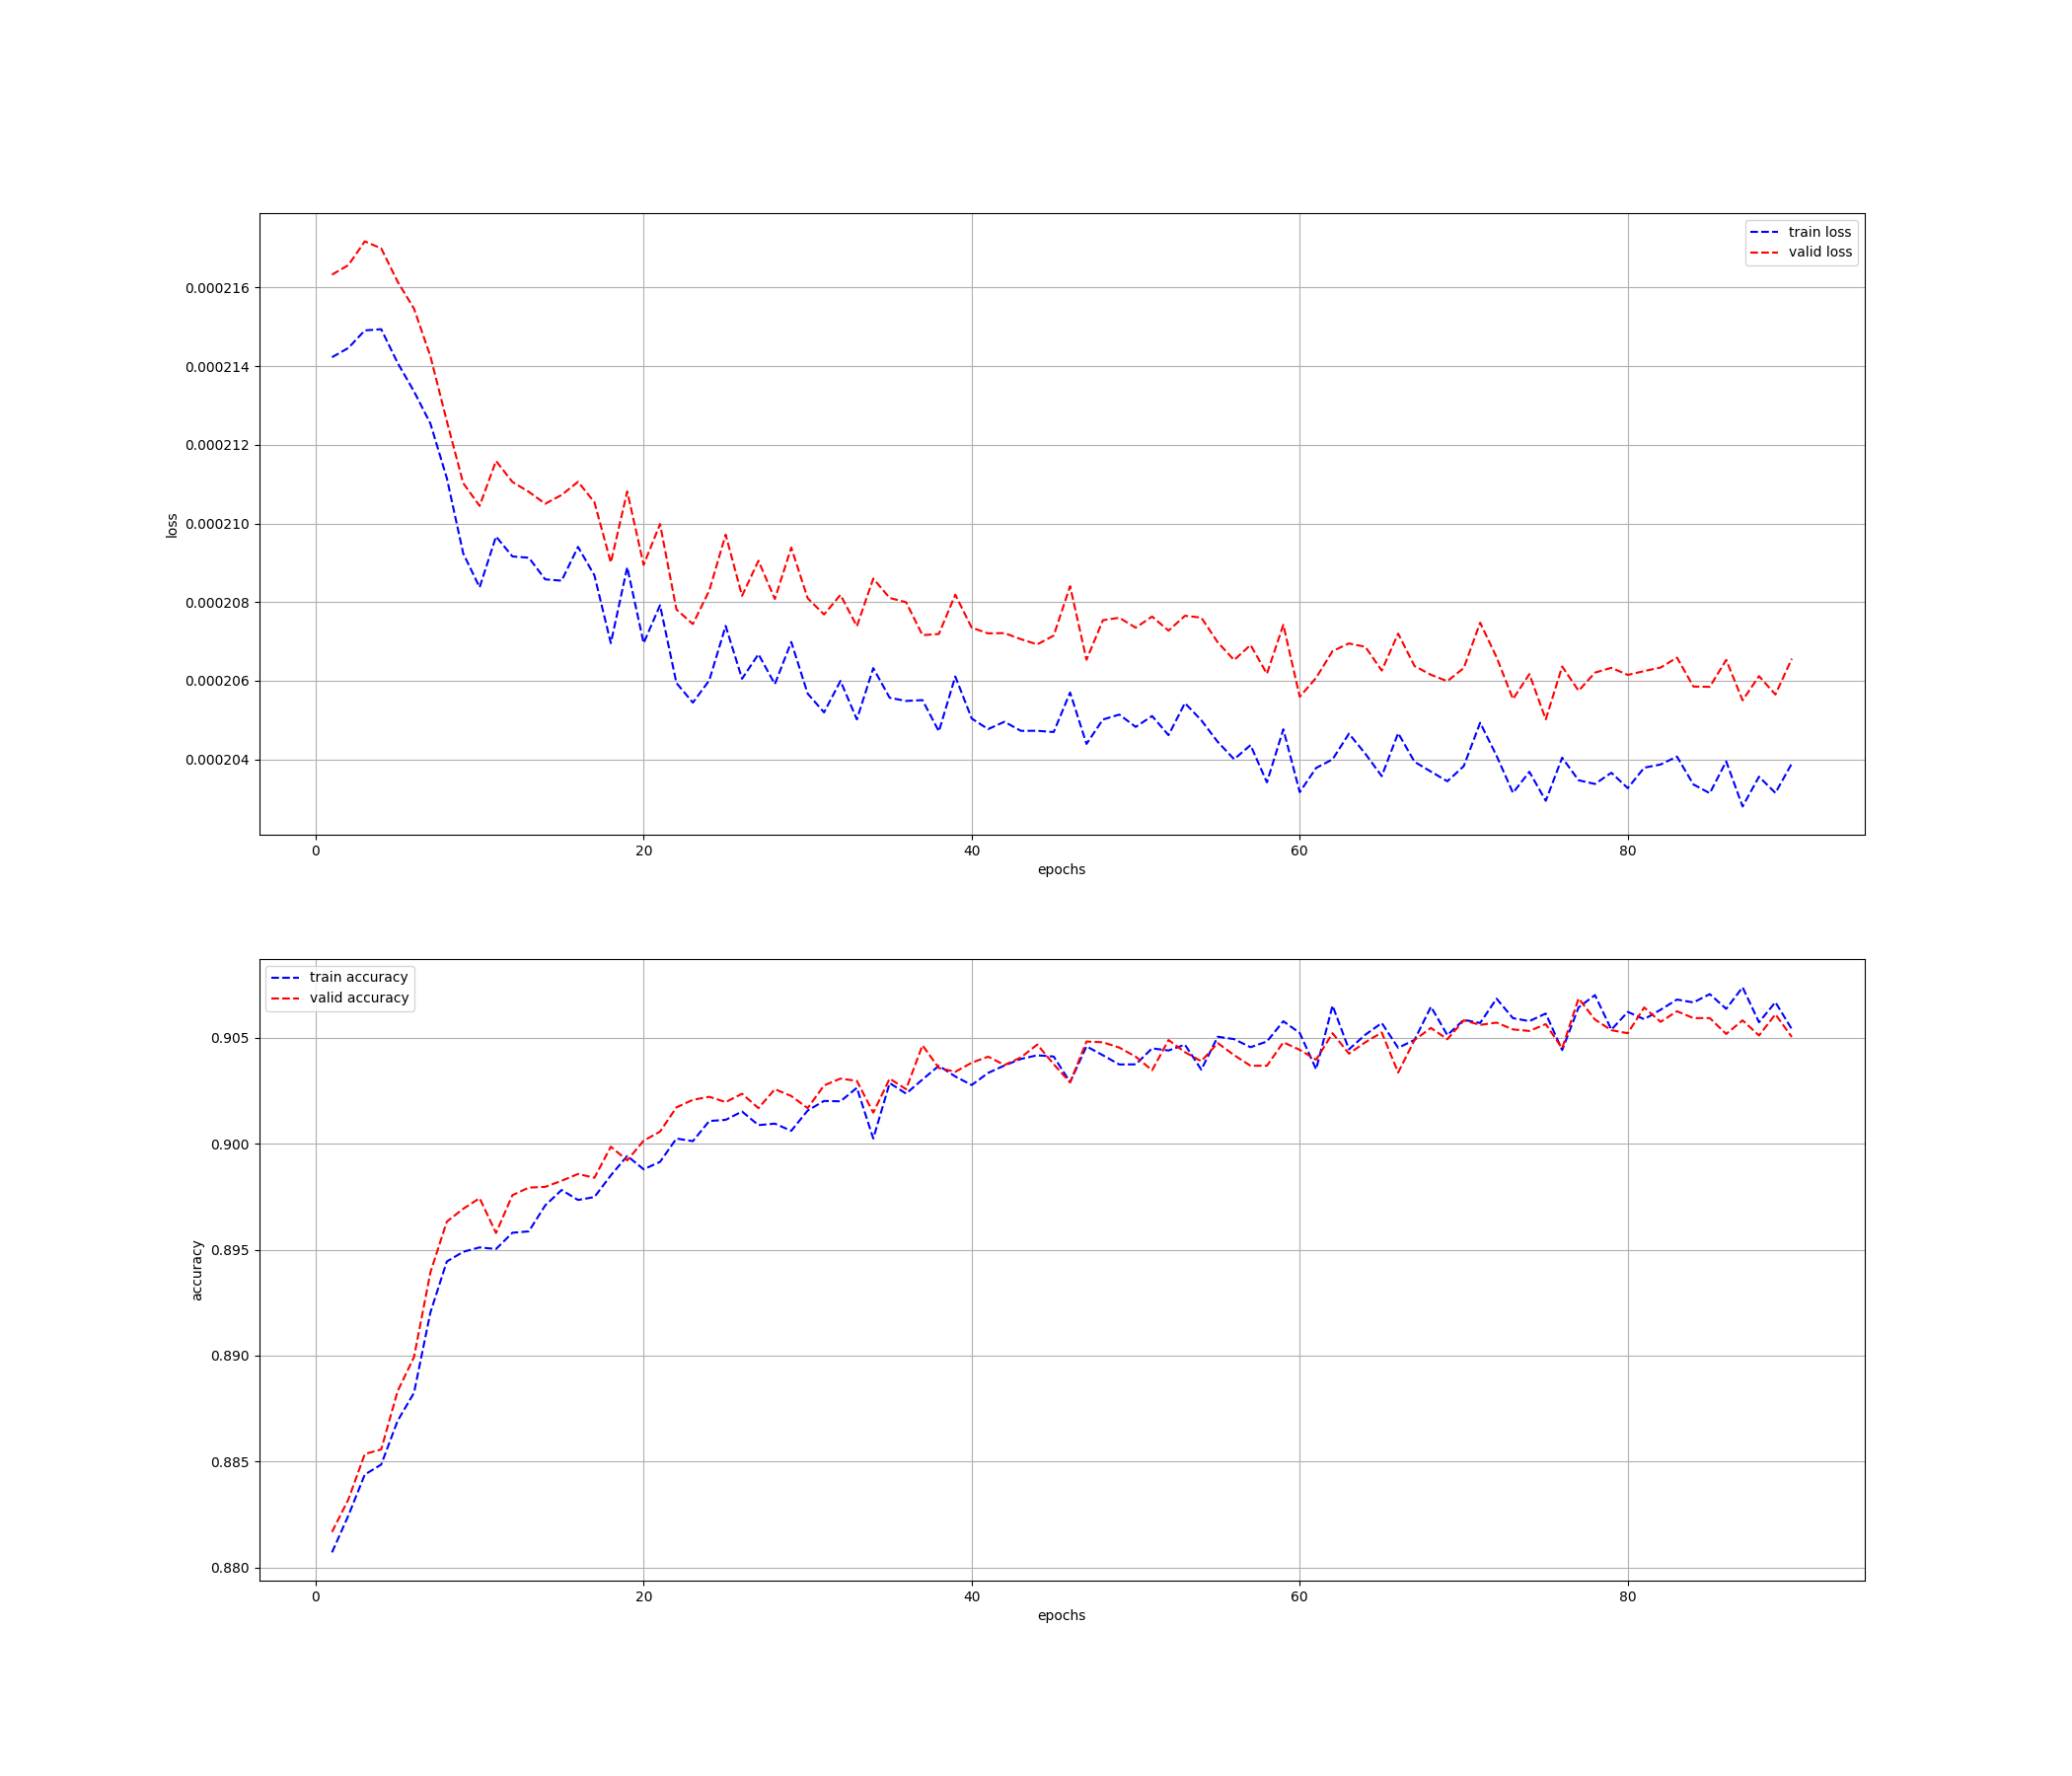 train loss
valid loss
0.000216
0.000214
0.000212
0.000210
0.000208
0.000206
0.000204
loss
0 20 40 60 80
epochs
train accuracy
valid accuracy
0.905
0.900
0.895
0.890
0.885
0.880
accuracy
0 20 40 60 80
epochs